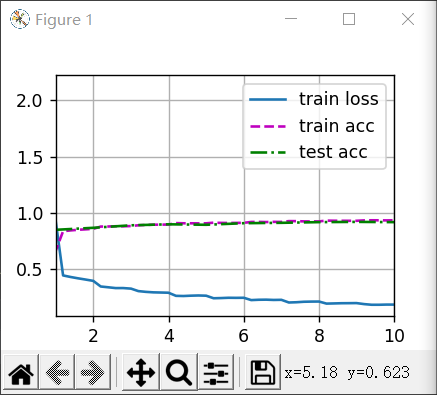 Figure 1
2.0
1.5
1.0
0.5
train loss
train acc
test acc
2 4 6 8 10
x=5.18 y=0.623